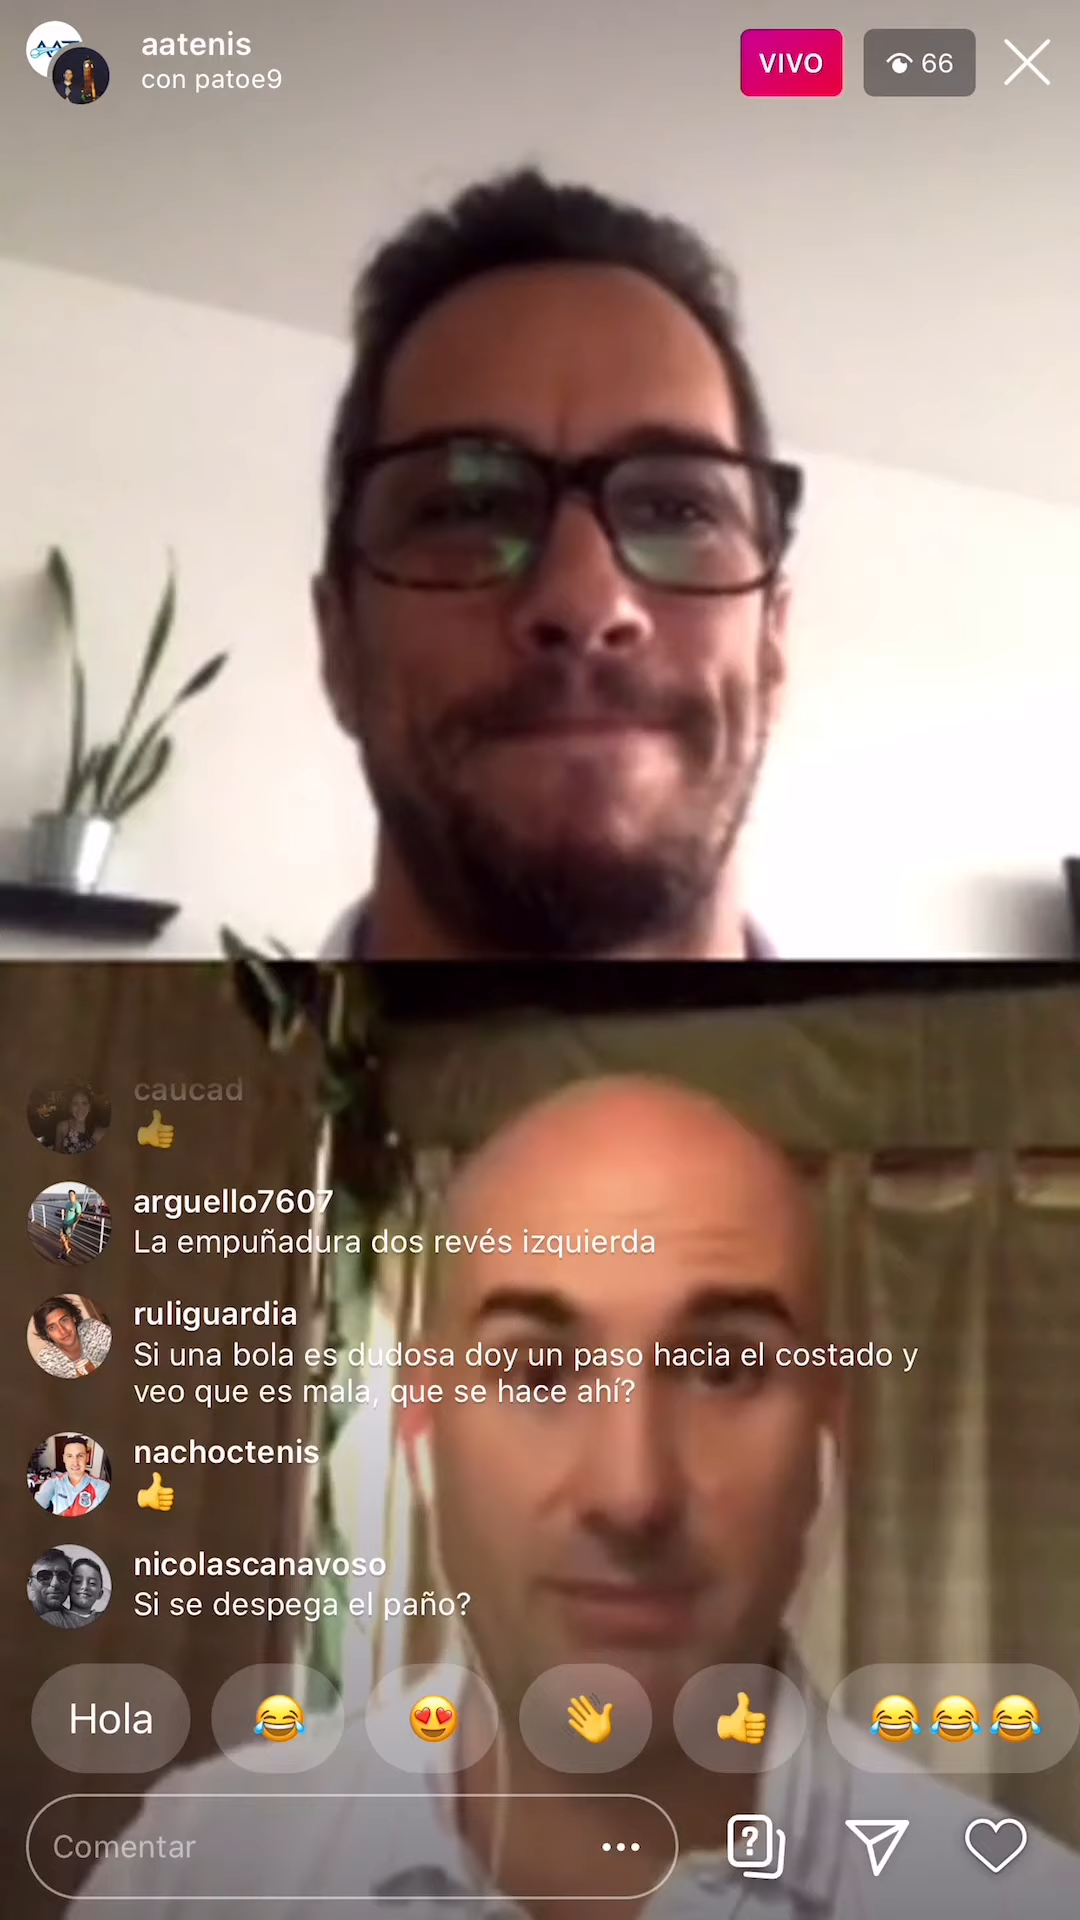 aatenis
con patoe9
VIVO
66
caucad
arguello7607
La empuñadura dos revés izquierda
ruliguardia
Si una bola es dudosa doy un paso hacia el costado y
veo que es mala, que se hace ahí?
nachoctenis
nicolascanavoso
Si se despega el paño?
Hola
Comentar